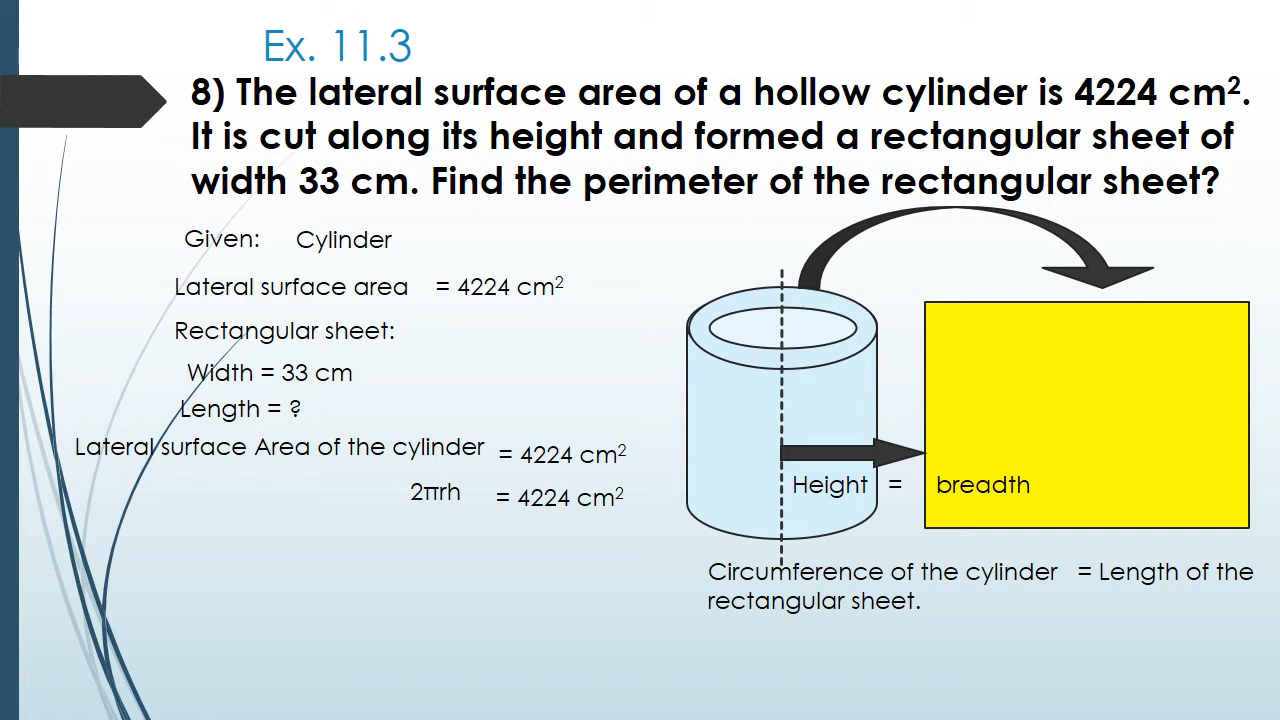 Ex. 11.3
8) The lateral surface area of a hollow cylinder is 4224 cm².
It is cut along its height and formed a rectangular sheet of
width 33 cm. Find the perimeter of the rectangular sheet?
Given: Cylinder
Lateral surface area = 4224 cm²
Rectangular sheet:
Width = 33 cm
Length = ?
Lateral surface Area of the cylinder = 4224 cm²
2πrh = 4224 cm²
Height = breadth
Circumference of the cylinder = Length of the
rectangular sheet.